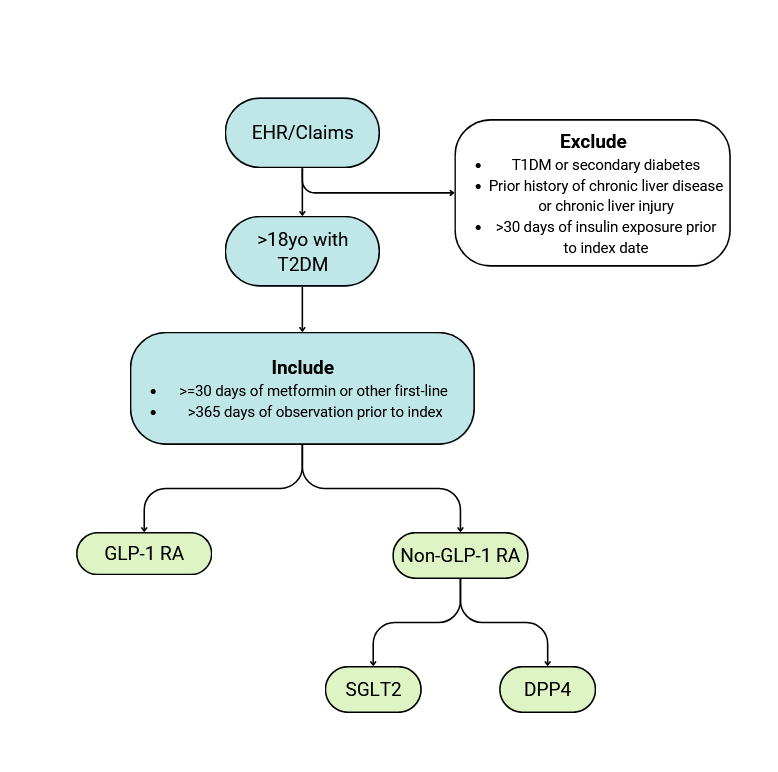 EHR/Claims
Exclude
• T1DM or secondary diabetes
• Prior history of chronic liver disease
or chronic liver injury
• >30 days of insulin exposure prior
to index date
>18yo with
T2DM
Include
• >=30 days of metformin or other first-line
• >365 days of observation prior to index
GLP-1 RA
Non-GLP-1 RA
SGLT2
DPP4